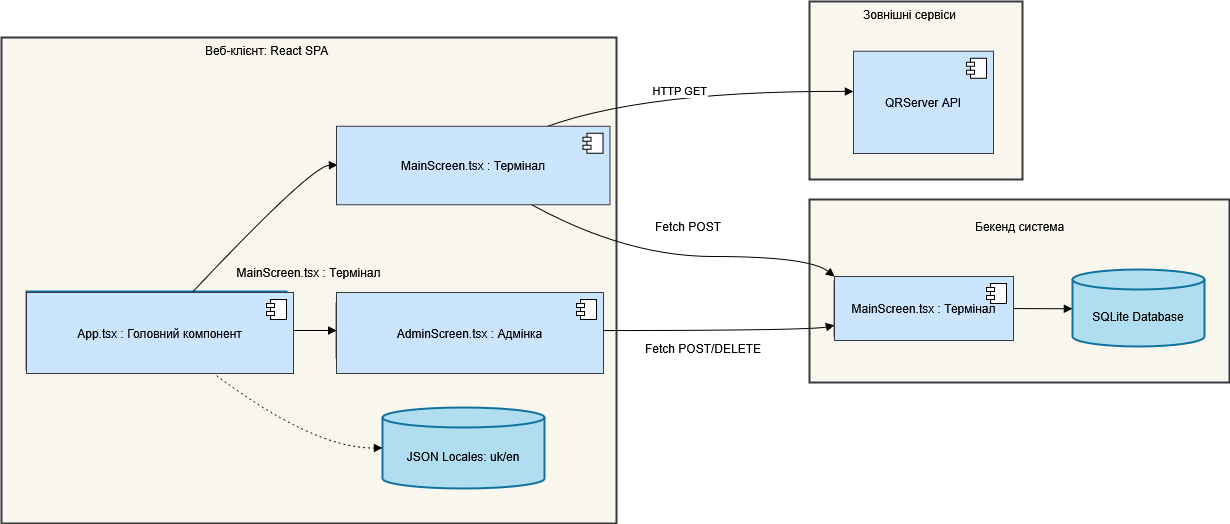 Зовнішні сервіси
QRServer API
Веб-клієнт: React SPA
HTTP GET
MainScreen.tsx : Термінал
Fetch POST
Бекенд система
MainScreen.tsx : Термінал
App.tsx : Головний компонент
AdminScreen.tsx : Адмінка
Fetch POST/DELETE
MainScreen.tsx : Термінал
SQLite Database
JSON Locales: uk/en